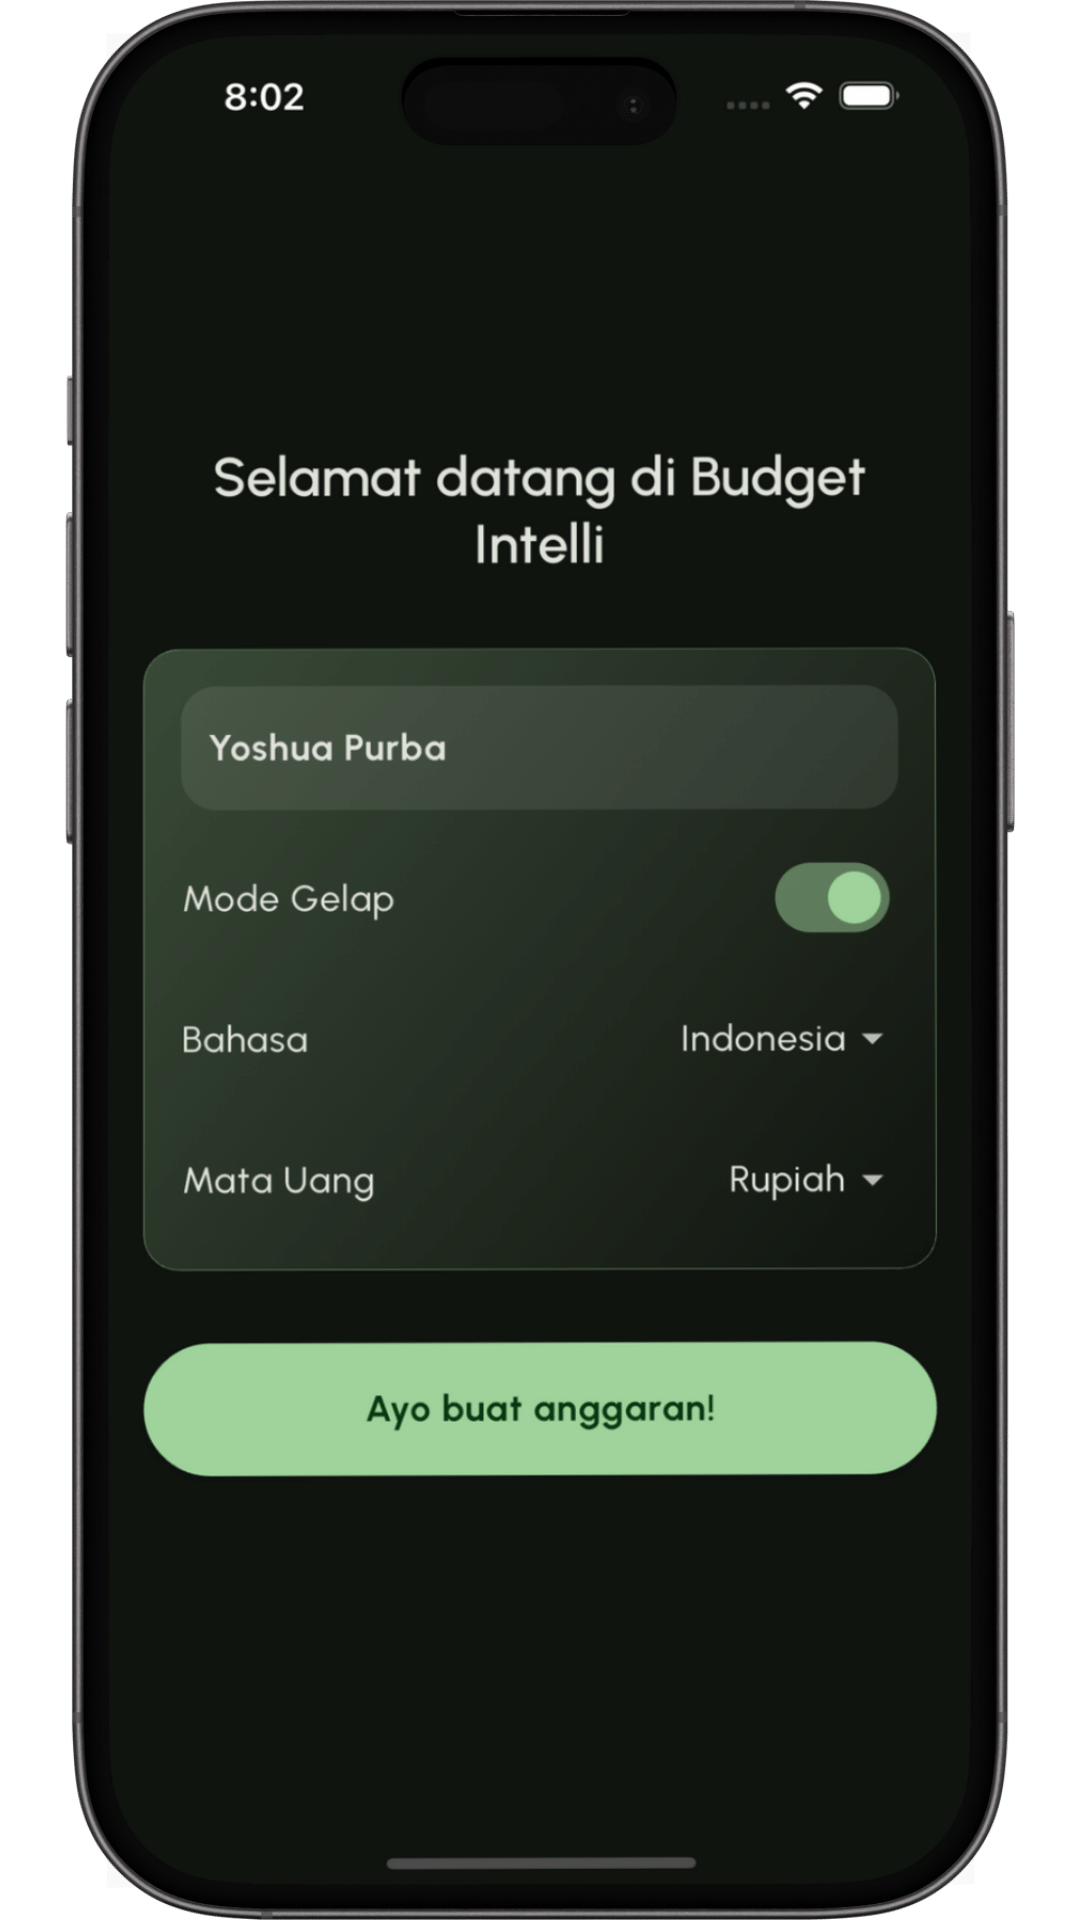 8:02
Selamat datang di Budget
Intelli
Yoshua Purba
Mode Gelap
Bahasa
Indonesia
Mata Uang
Rupiah
Ayo buat anggaran!